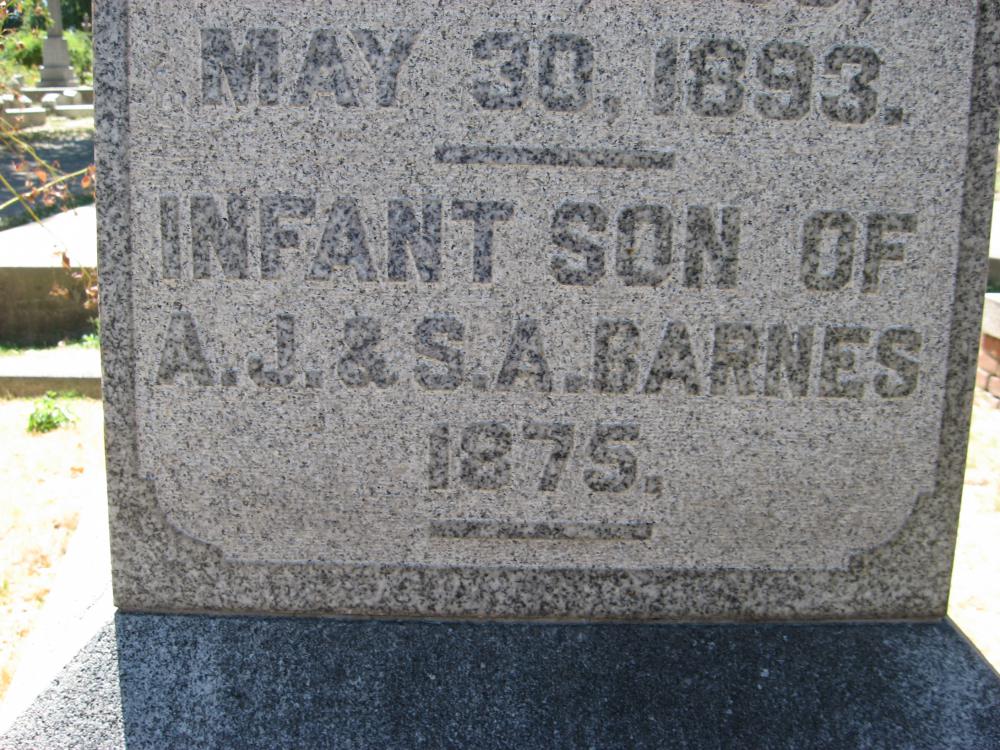 MAY 30, 1893.
INFANT SON OF
A.J. & S.A. BARNES
1875.